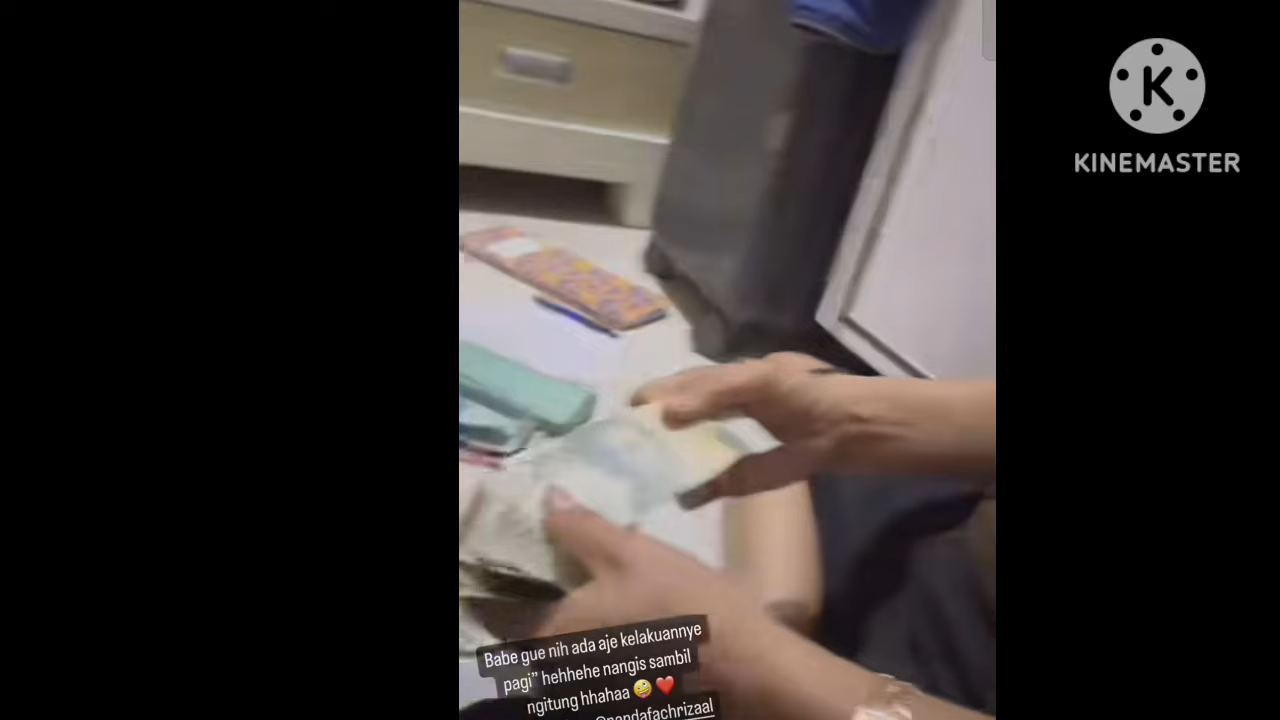 KINEMASTER
Babe gue nih ada aje kelakuannye
pagi" hehhehe nangis sambil
ngitung hhahaa 🤪❤️
@nandafachrizaal